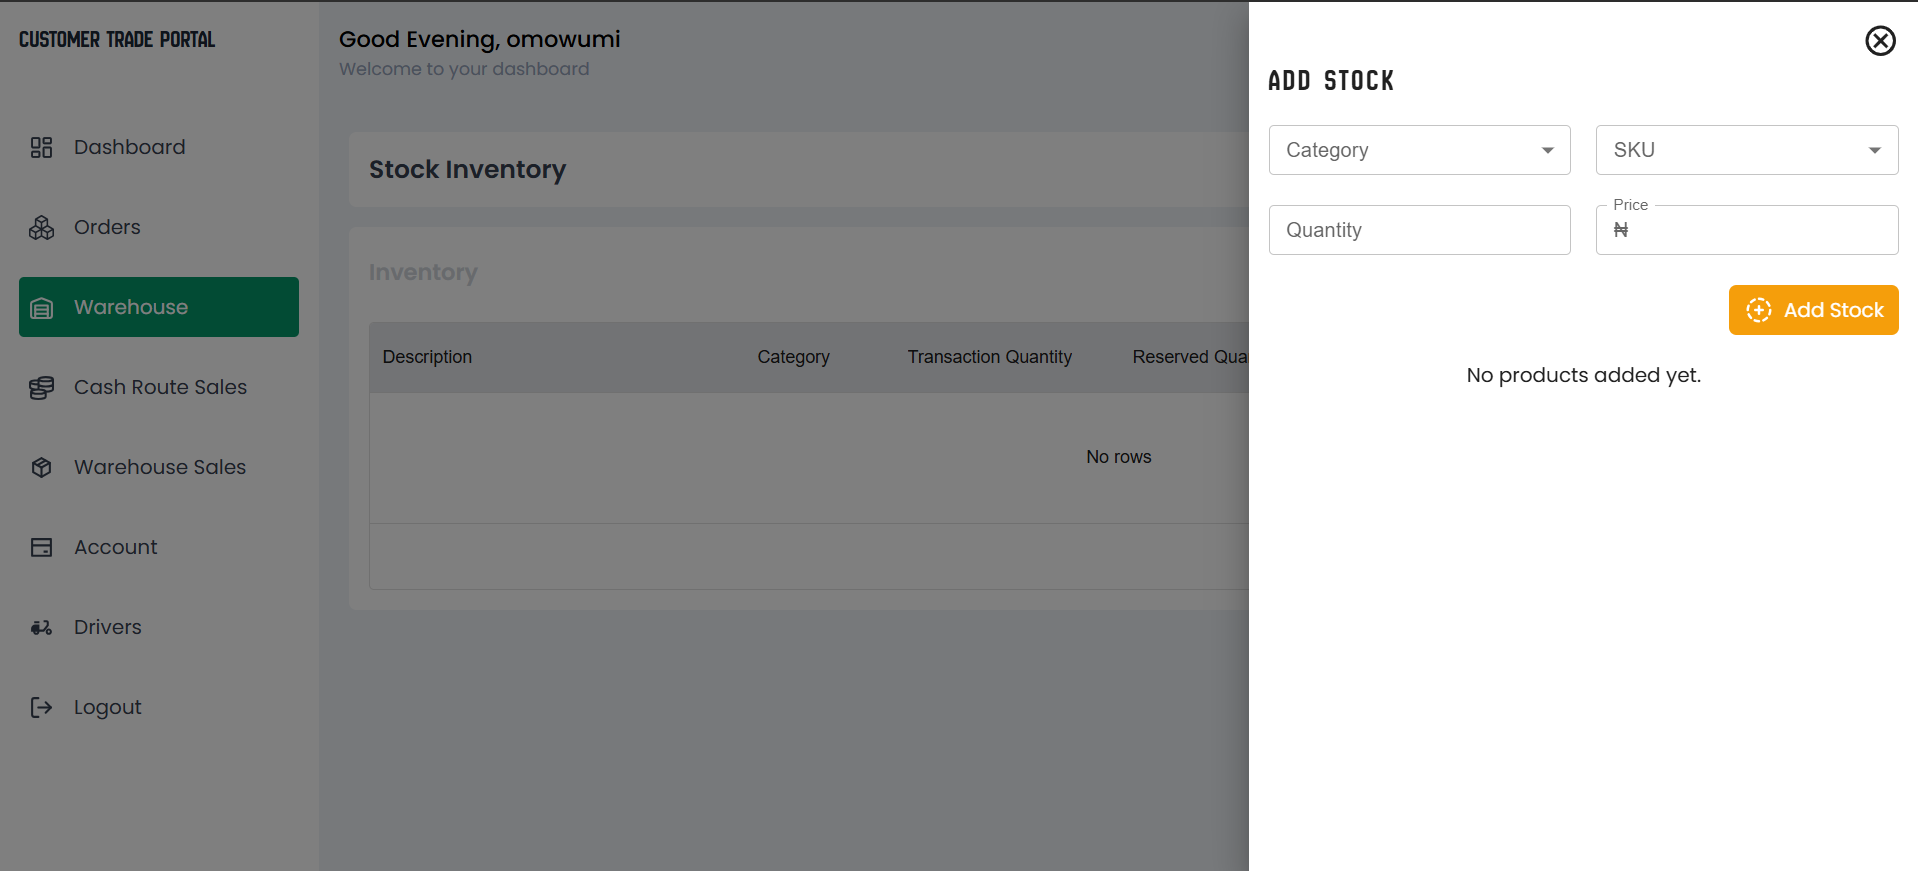 CUSTOMER TRADE PORTAL
Dashboard
Orders
Warehouse
Cash Route Sales
Warehouse Sales
Account
Drivers
Logout
Good Evening, omowumi
Welcome to your dashboard
Stock Inventory
Inventory
Description Category Transaction Quantity Reserved Qua
No rows
ADD STOCK
Category SKU
Quantity Price
₦
Add Stock
No products added yet.